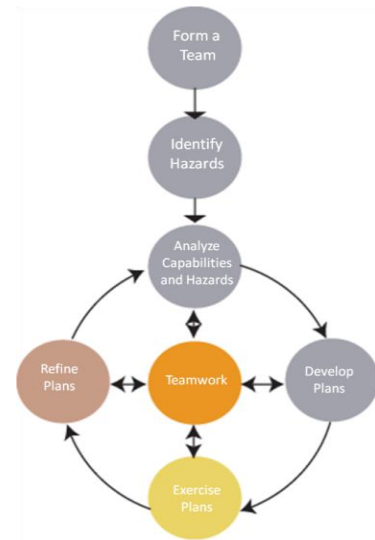 Form a
Team
Identify
Hazards
Analyze
Capabilities
and Hazards
Refine
Plans
Teamwork
Develop
Plans
Exercise
Plans